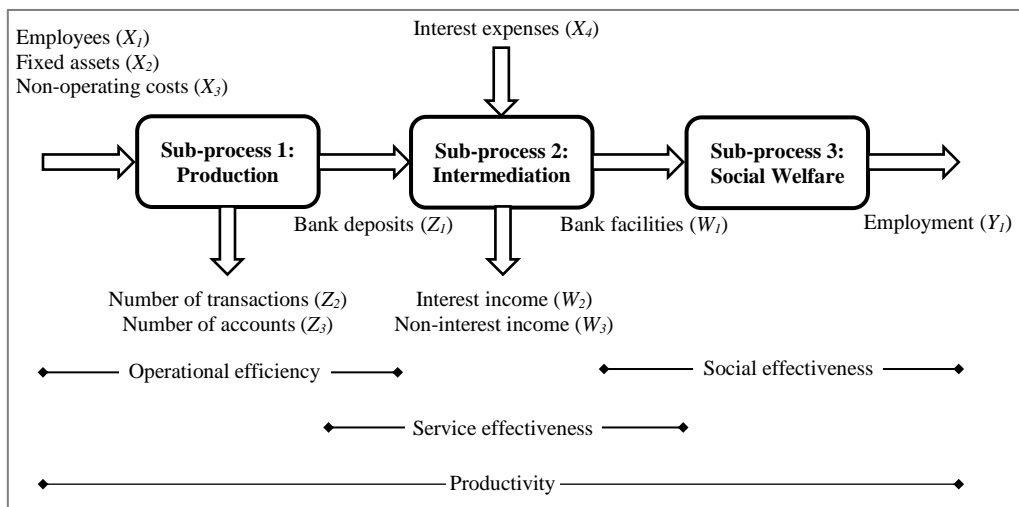 Employees (X1)
Fixed assets (X2)
Non-operating costs (X3)
Interest expenses (X4)
Sub-process 1:
Production
Sub-process 2:
Intermediation
Sub-process 3:
Social Welfare
Bank deposits (Z1)
Bank facilities (W1)
Employment (Y1)
Number of transactions (Z2)
Number of accounts (Z3)
Interest income (W2)
Non-interest income (W3)
Operational efficiency
Social effectiveness
Service effectiveness
Productivity